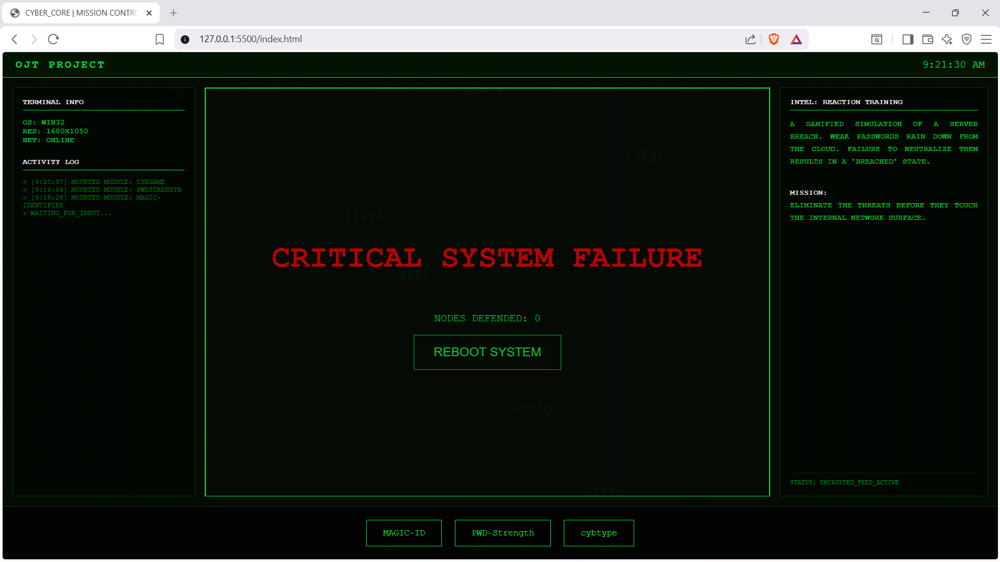 CYBER_CORE | MISSION CONTRO
127.0.0.1:5500/index.html
OJT PROJECT
9:21:30 AM
TERMINAL INFO
OS: WIN32
RES: 1680X1050
NET: ONLINE
ACTIVITY LOG
> [9:20:37] MOUNTED MODULE: CYBGAME
> [9:19:56] MOUNTED MODULE: PWDSTRENGTH
> [9:19:26] MOUNTED MODULE: MAGIC-
IDENTIFIER
> WAITING_FOR_INPUT...
l9Kqt
lz8Ta
CRITICAL SYSTEM FAILURE
Wk8L7
NODES DEFENDED: 0
REBOOT SYSTEM
e3EoQ
INTEL: REACTION TRAINING
A GAMIFIED SIMULATION OF A SERVER
BREACH. WEAK PASSWORDS RAIN DOWN FROM
THE CLOUD. FAILURE TO NEUTRALIZE THEM
RESULTS IN A 'BREACHED' STATE.
MISSION:
ELIMINATE THE THREATS BEFORE THEY TOUCH
THE INTERNAL NETWORK SURFACE.
STATUS: ENCRYPTED_FEED_ACTIVE
MAGIC-ID
PWD-Strength
cybtype